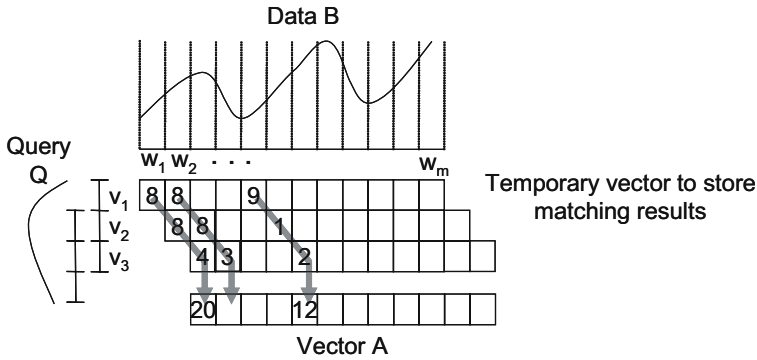 Data B
Query
Q
w1 w2 . . . wm
v1 8 8 9
v2 8 8 1
v3 4 3 2
20 12
Temporary vector to store
matching results
Vector A